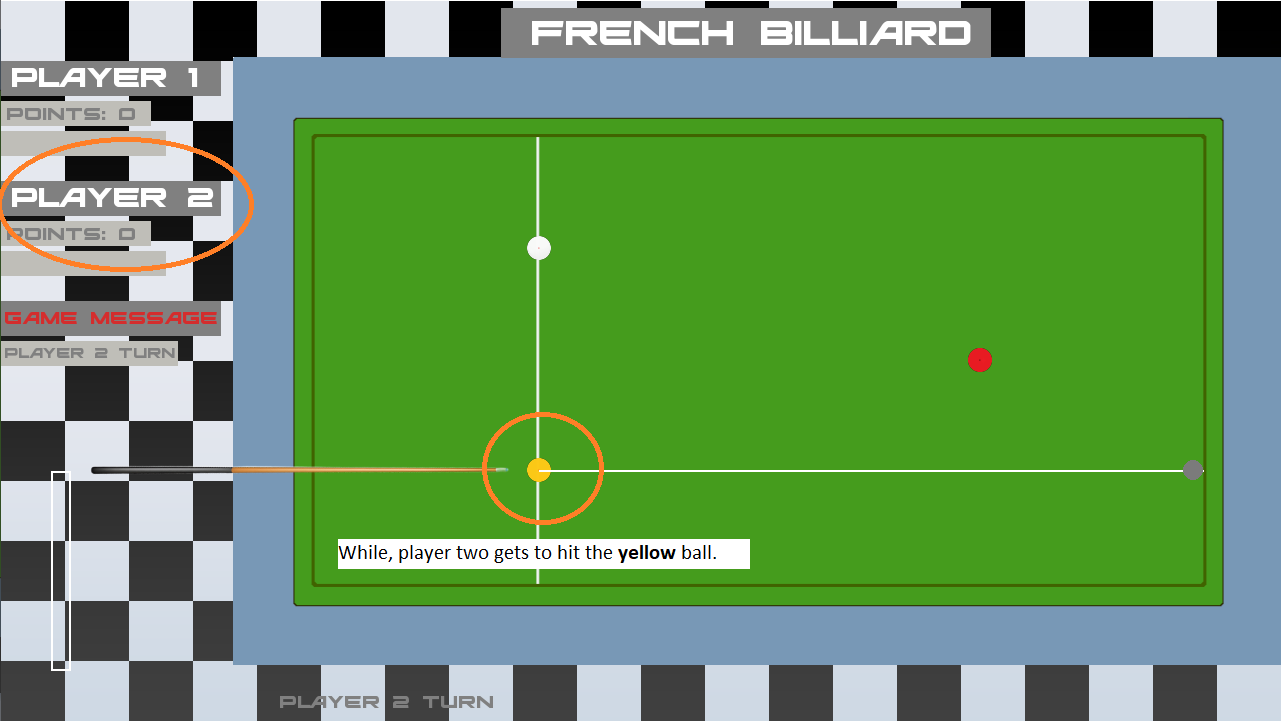 FRENCH BILLIARD
PLAYER 1
POINTS: 0
PLAYER 2
POINTS: 0
GAME MESSAGE
PLAYER 2 TURN
While, player two gets to hit the yellow ball.
PLAYER 2 TURN